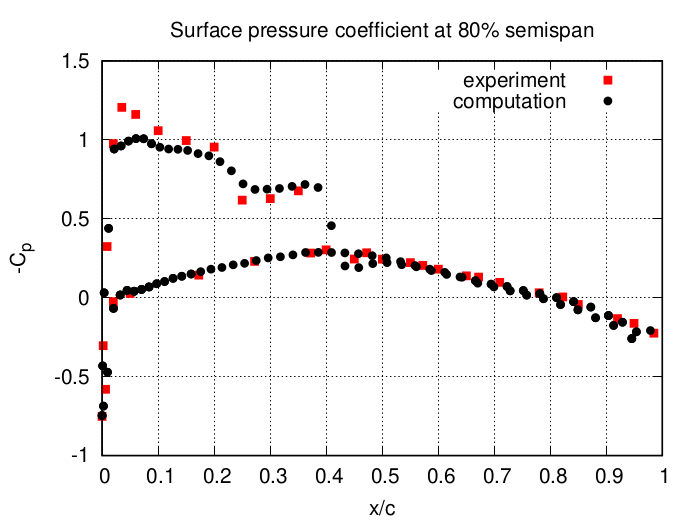 Surface pressure coefficient at 80% semispan
experiment
computation
1.5
1
0.5
0
-0.5
-1
-Cp
0 0.1 0.2 0.3 0.4 0.5 0.6 0.7 0.8 0.9 1
x/c